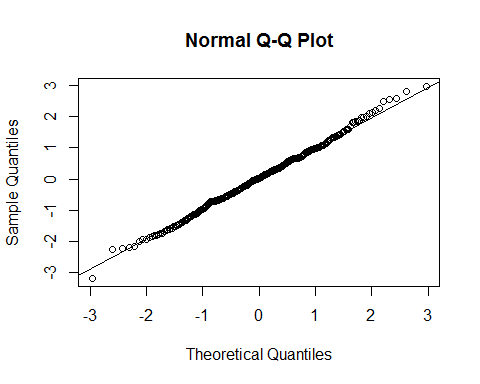 Normal Q-Q Plot
Sample Quantiles
3
2
1
0
-1
-2
-3
-3 -2 -1 0 1 2 3
Theoretical Quantiles